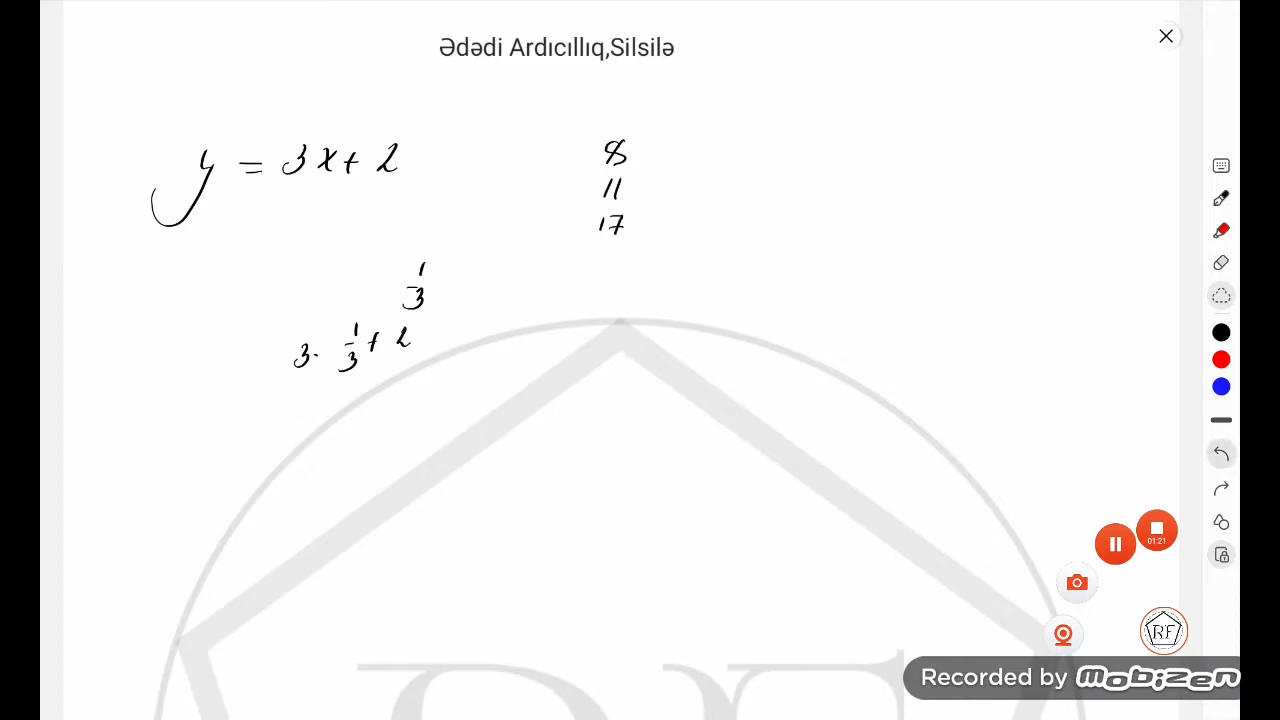 Ədədi Ardıcıllıq,Silsilə
y = 3x + 2
8
11
17
1
3
3 · 1/3 + 2
01:21
RF
RF
Recorded by mobizen